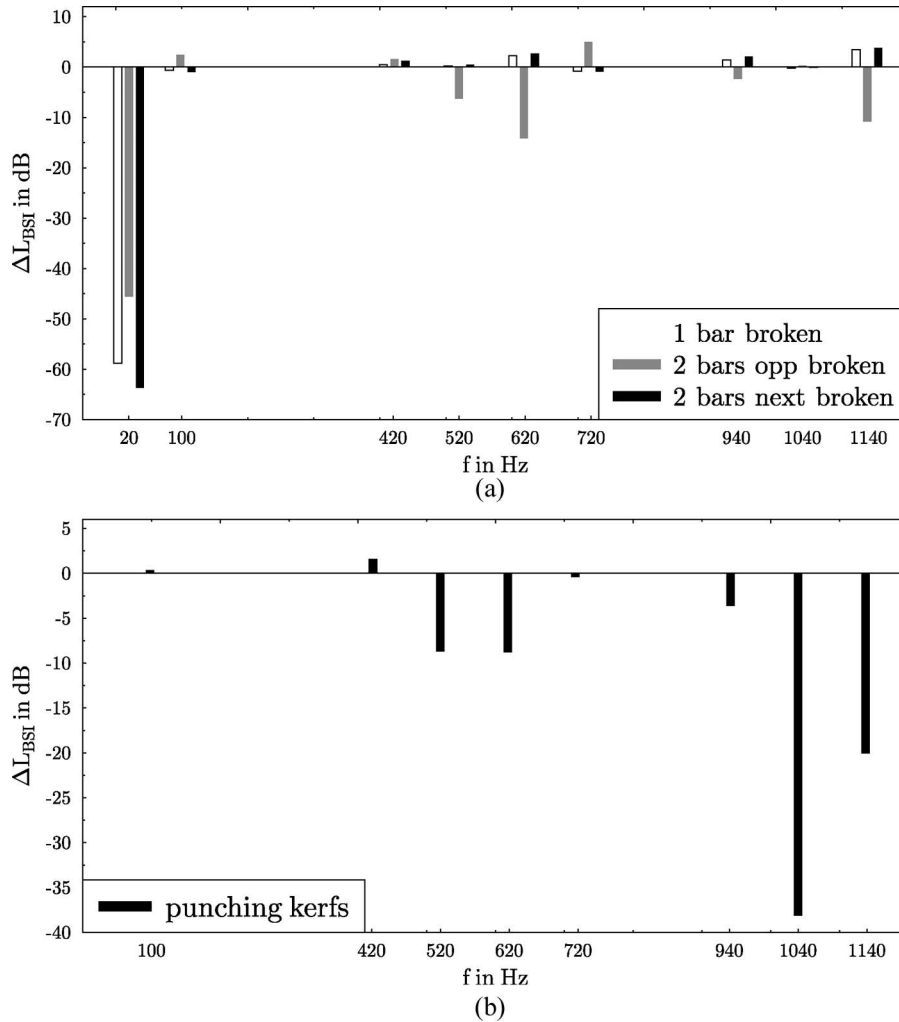 10
0
-10
-20
-30
-40
-50
-60
-70
ΔL_BSI in dB
1 bar broken
2 bars opp broken
2 bars next broken
20 100 420 520 620 720 940 1040 1140
f in Hz
(a)
5
0
-5
-10
-15
-20
-25
-30
-35
-40
ΔL_BSI in dB
punching kerfs
100 420 520 620 720 940 1040 1140
f in Hz
(b)